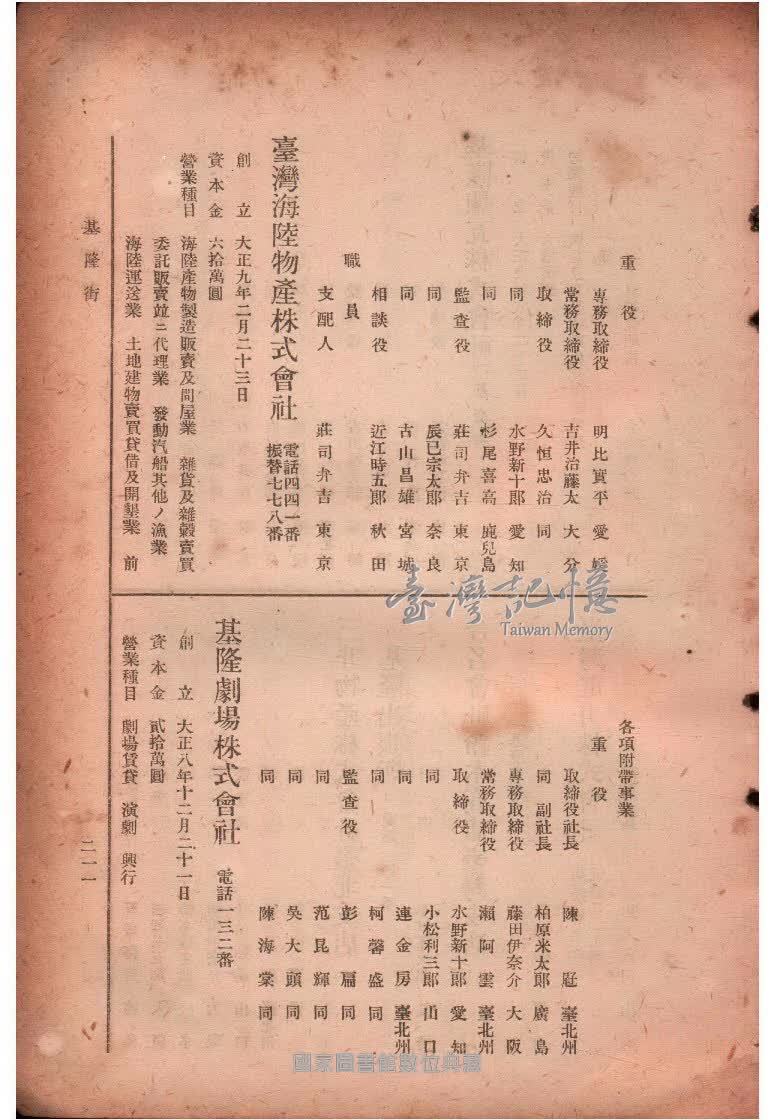 重役
專務取締役 明比實平 愛媛
常務取締役 吉井治藤太 大分
取締役 久恒忠治 同
同 水野新十郎 愛知
同 杉尾喜高 鹿兒島
監査役 莊司弁吉 東京
同 辰巳宗太郎 奈良
同 古山昌雄 宮城
相談役 近江時五郎 秋田
職員
支配人 莊司弁吉 東京
臺灣海陸物產株式會社 電話四四一番
振替七七八番
創立 大正九年二月二十三日
資本金 六拾萬圓
營業種目 海陸產物製造販賣及問屋業 雜貨及雜穀賣買
委託販賣竝ニ代理業 發動汽船其他ノ漁業
海陸運送業 土地建物賣買貸借及開墾業 前
各項附帶事業
重役
取締役社長 陳 臺北州
同 副社長 柏原米太郎 廣島
專務取締役 藤田伊奈介 大阪
常務取締役 瀨阿雲 臺北州
取締役 水野新十郎 愛知
同 小松利三郎 山口
同 連金房 臺北州
同 柯馨盛 同
監查役 彭扁 同
同 范昆輝 同
同 吳大頭 同
同 陳海棠 同
基隆劇場株式會社 電話一三二番
創立 大正八年十二月二十一日
資本金 貳拾萬圓
營業種目 劇場賃貸 演劇 興行
基隆街
二一一
臺灣記憶
Taiwan Memory
國家圖書館數位典藏